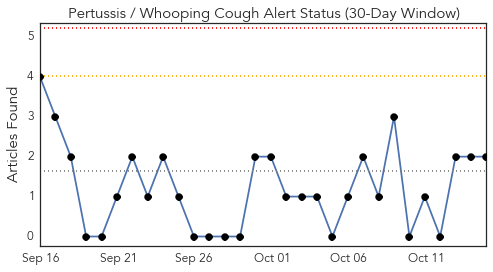 Pertussis / Whooping Cough Alert Status (30-Day Window)
Articles Found
5
4
3
2
1
0
Sep 16 Sep 21 Sep 26 Oct 01 Oct 06 Oct 11